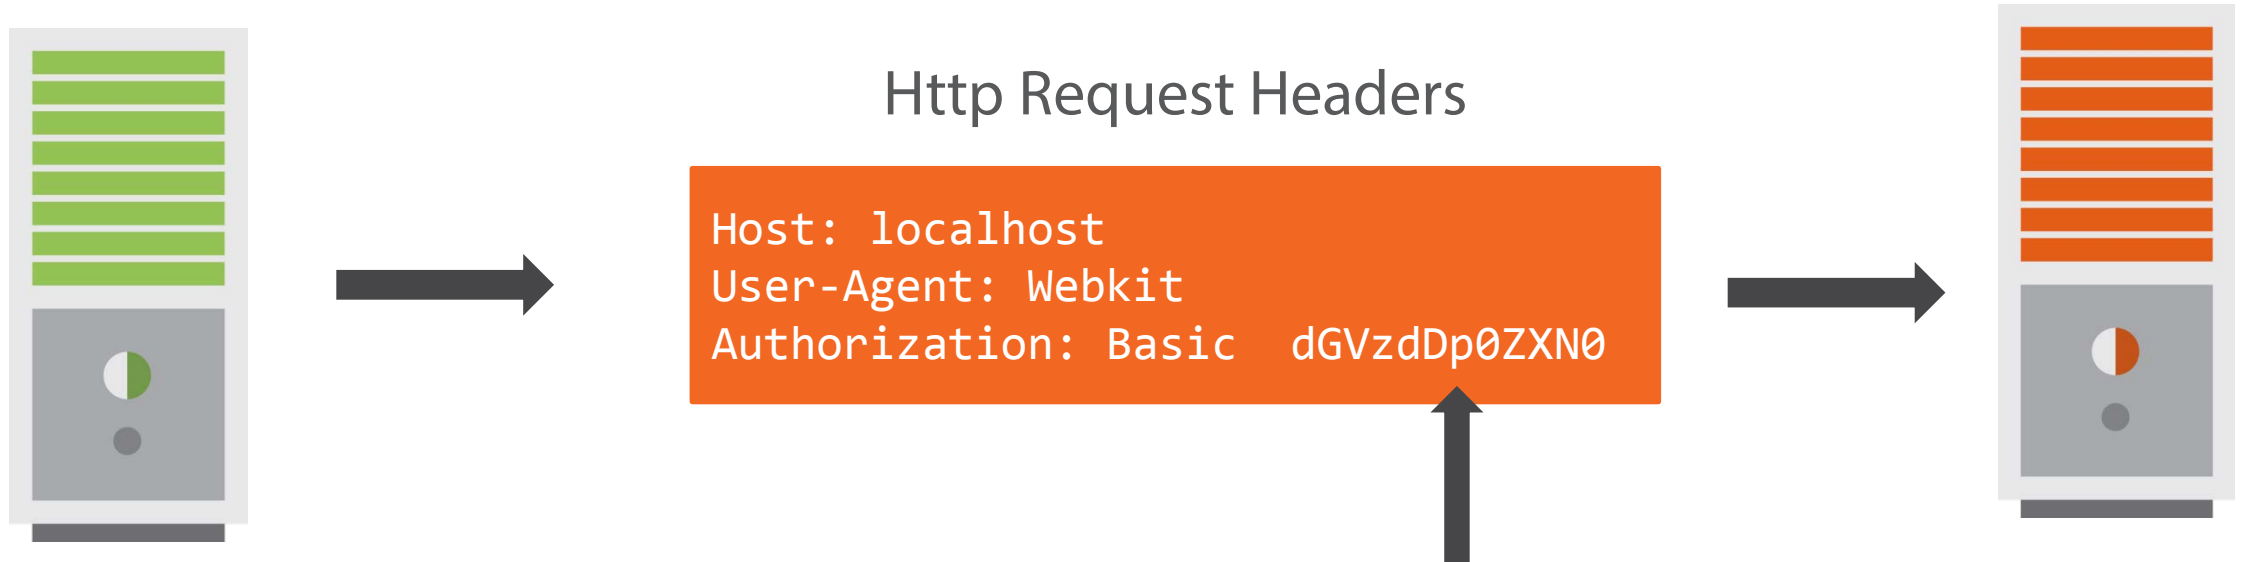 Http Request Headers
Host: localhost
User-Agent: Webkit
Authorization: Basic  dGVzdDp0ZXN0